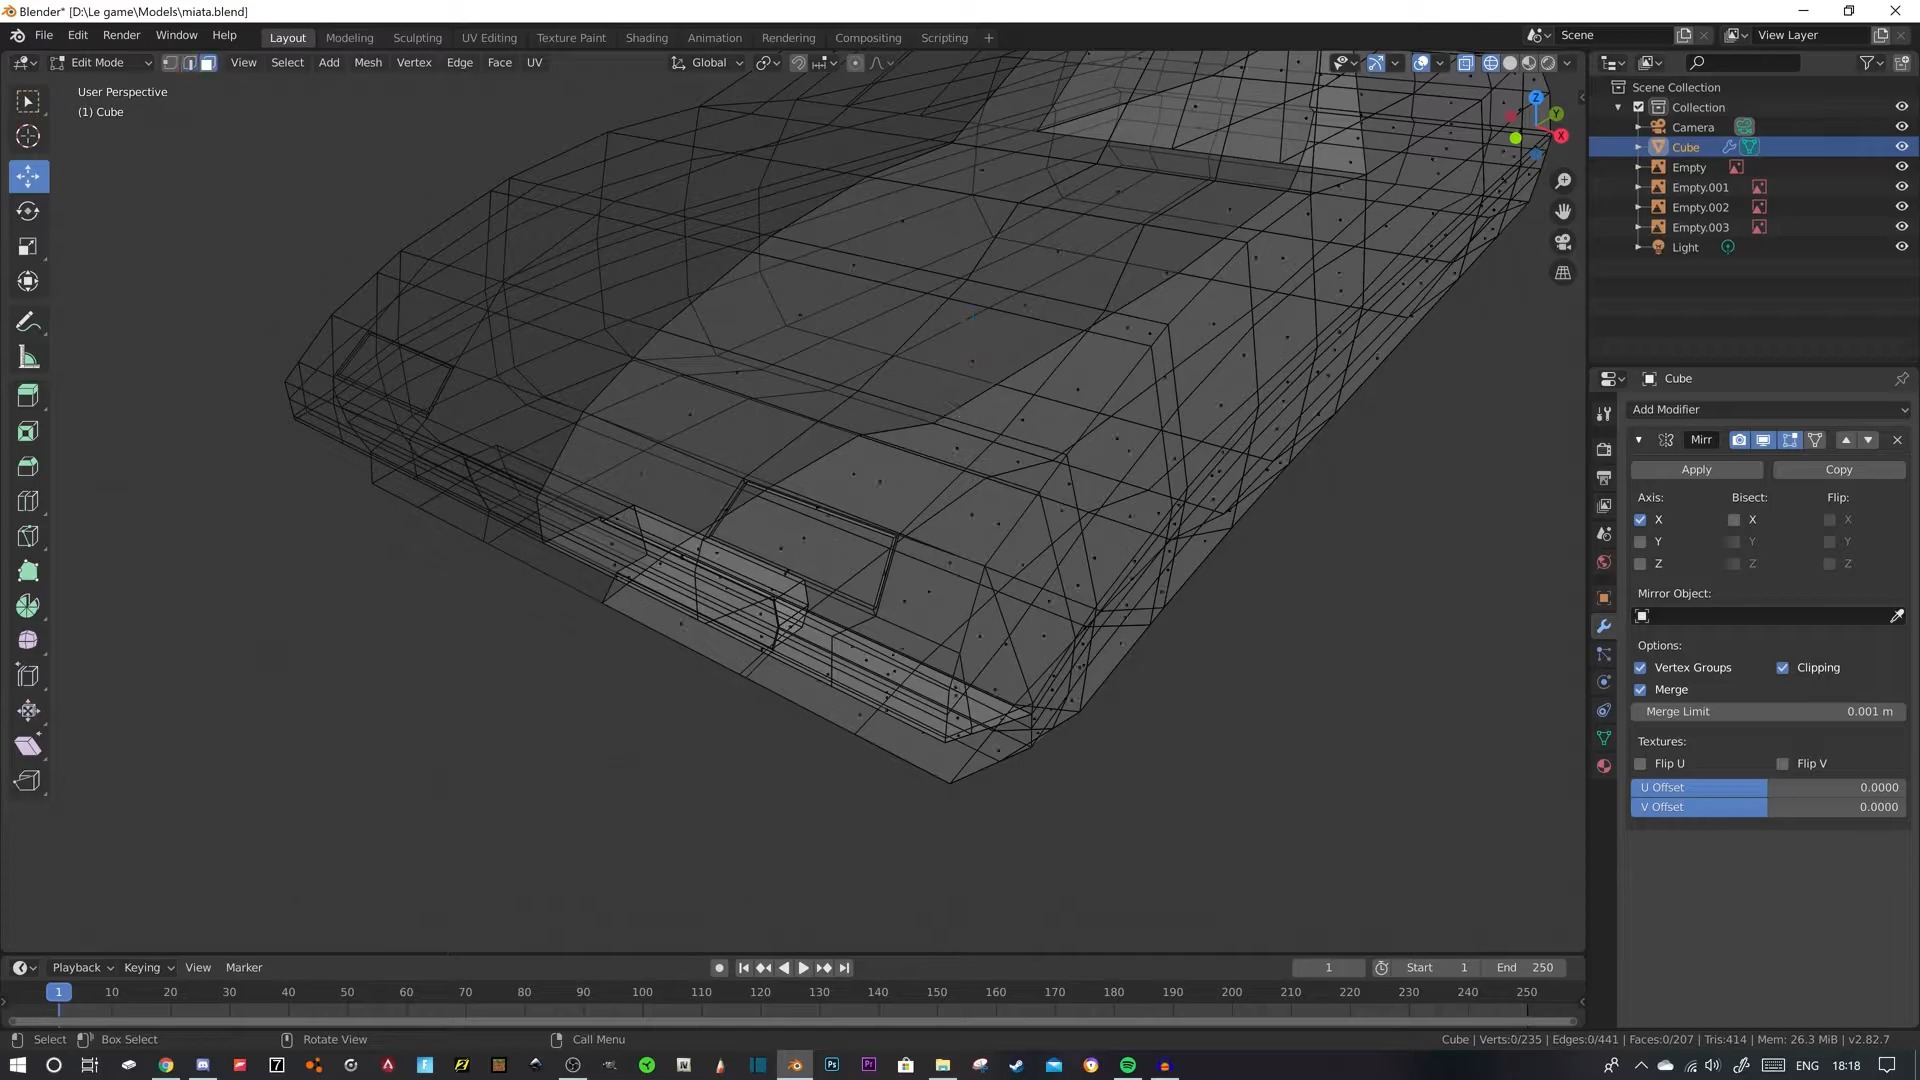 Blender* [D:\Le game\Models\miata.blend]
File Edit Render Window Help Layout Modeling Sculpting UV Editing Texture Paint Shading Animation Rendering Compositing Scripting + Scene View Layer
Edit Mode View Select Add Mesh Vertex Edge Face UV Global
User Perspective
(1) Cube
Z
Y
X
Scene Collection
Collection
Camera
Cube
Empty
Empty.001
Empty.002
Empty.003
Light
Cube
Add Modifier
Mirr
Apply Copy
Axis: Bisect: Flip:
X X X
Y Y Y
Z Z Z
Mirror Object:
Options:
Vertex Groups Clipping
Merge
Merge Limit 0.001 m
Textures:
Flip U Flip V
U Offset 0.0000
V Offset 0.0000
Playback Keying View Marker 1 Start 1 End 250
1 10 20 30 40 50 60 70 80 90 100 110 120 130 140 150 160 170 180 190 200 210 220 230 240 250
Select Box Select Rotate View Call Menu Cube | Verts:0/235 | Edges:0/441 | Faces:0/207 | Tris:414 | Mem: 26.3 MiB | v2.82.7
7 IV Ps Pr ENG 18:18